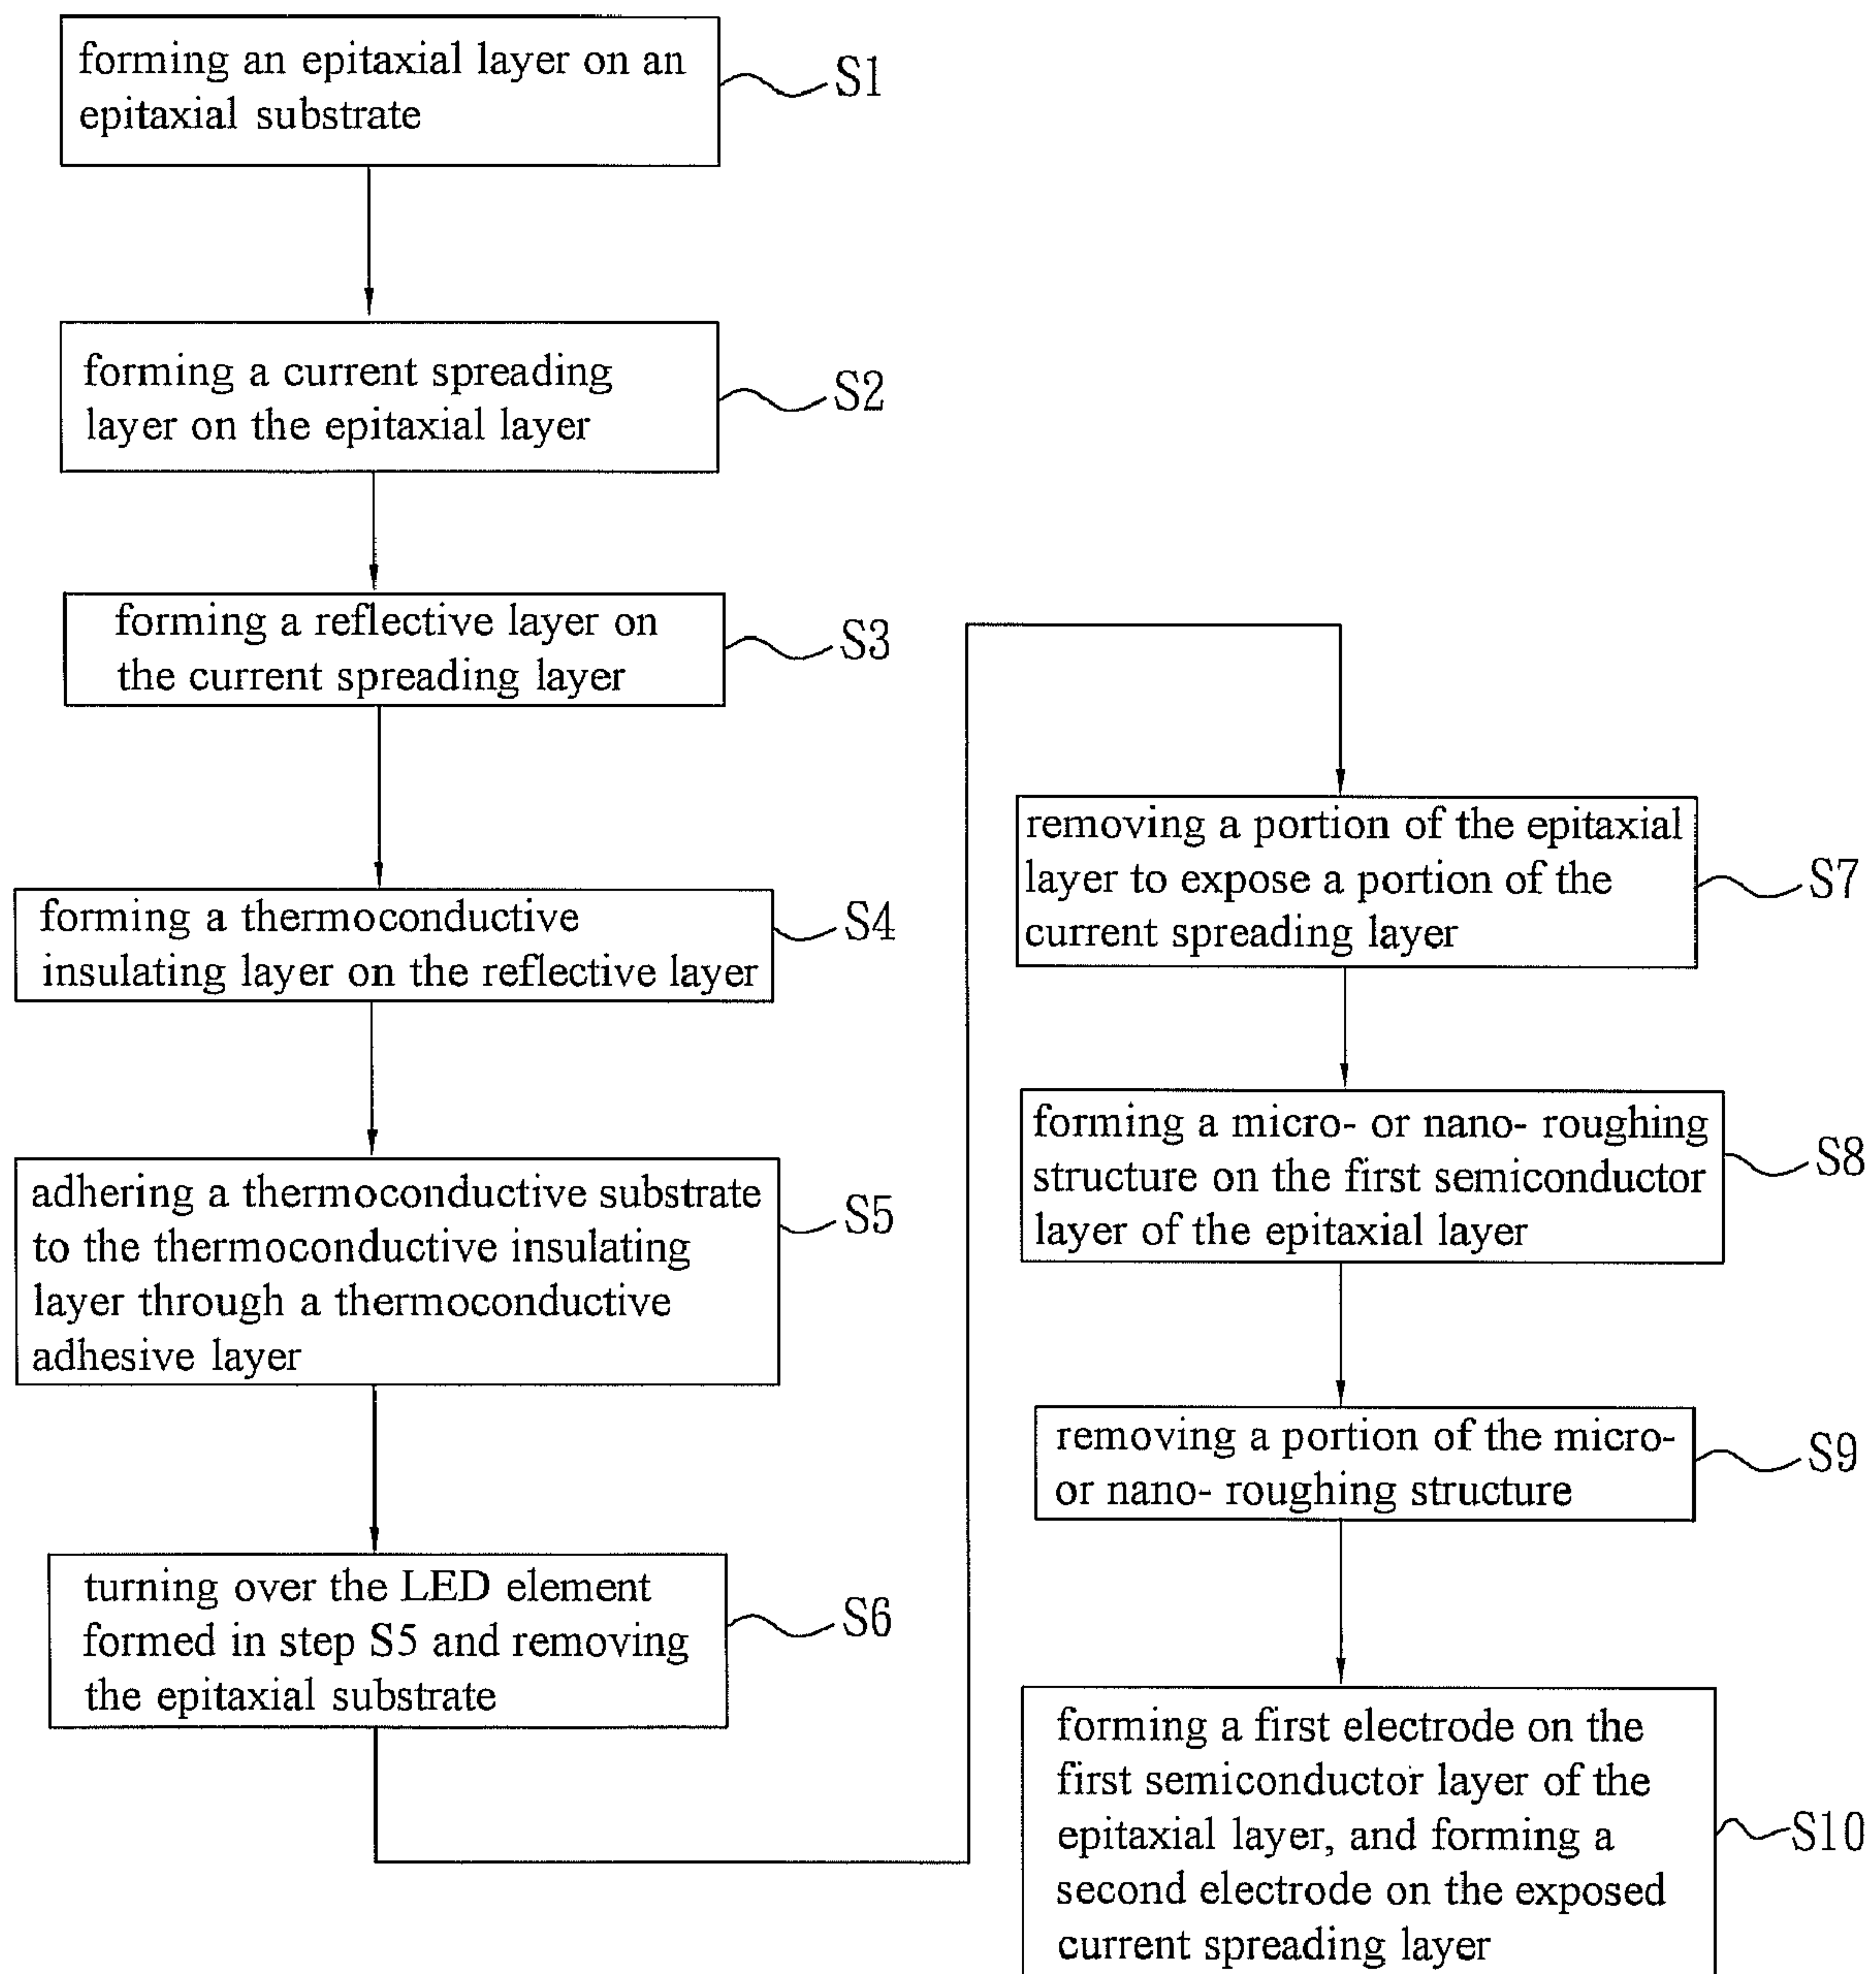 forming an epitaxial layer on an
epitaxial substrate
S1
forming a current spreading
layer on the epitaxial layer
S2
forming a reflective layer on
the current spreading layer
S3
forming a thermoconductive
insulating layer on the reflective layer
S4
adhering a thermoconductive substrate
to the thermoconductive insulating
layer through a thermoconductive
adhesive layer
S5
turning over the LED element
formed in step S5 and removing
the epitaxial substrate
S6
removing a portion of the epitaxial
layer to expose a portion of the
current spreading layer
S7
forming a micro- or nano- roughing
structure on the first semiconductor
layer of the epitaxial layer
S8
removing a portion of the micro-
or nano- roughing structure
S9
forming a first electrode on the
first semiconductor layer of the
epitaxial layer, and forming a
second electrode on the exposed
current spreading layer
S10